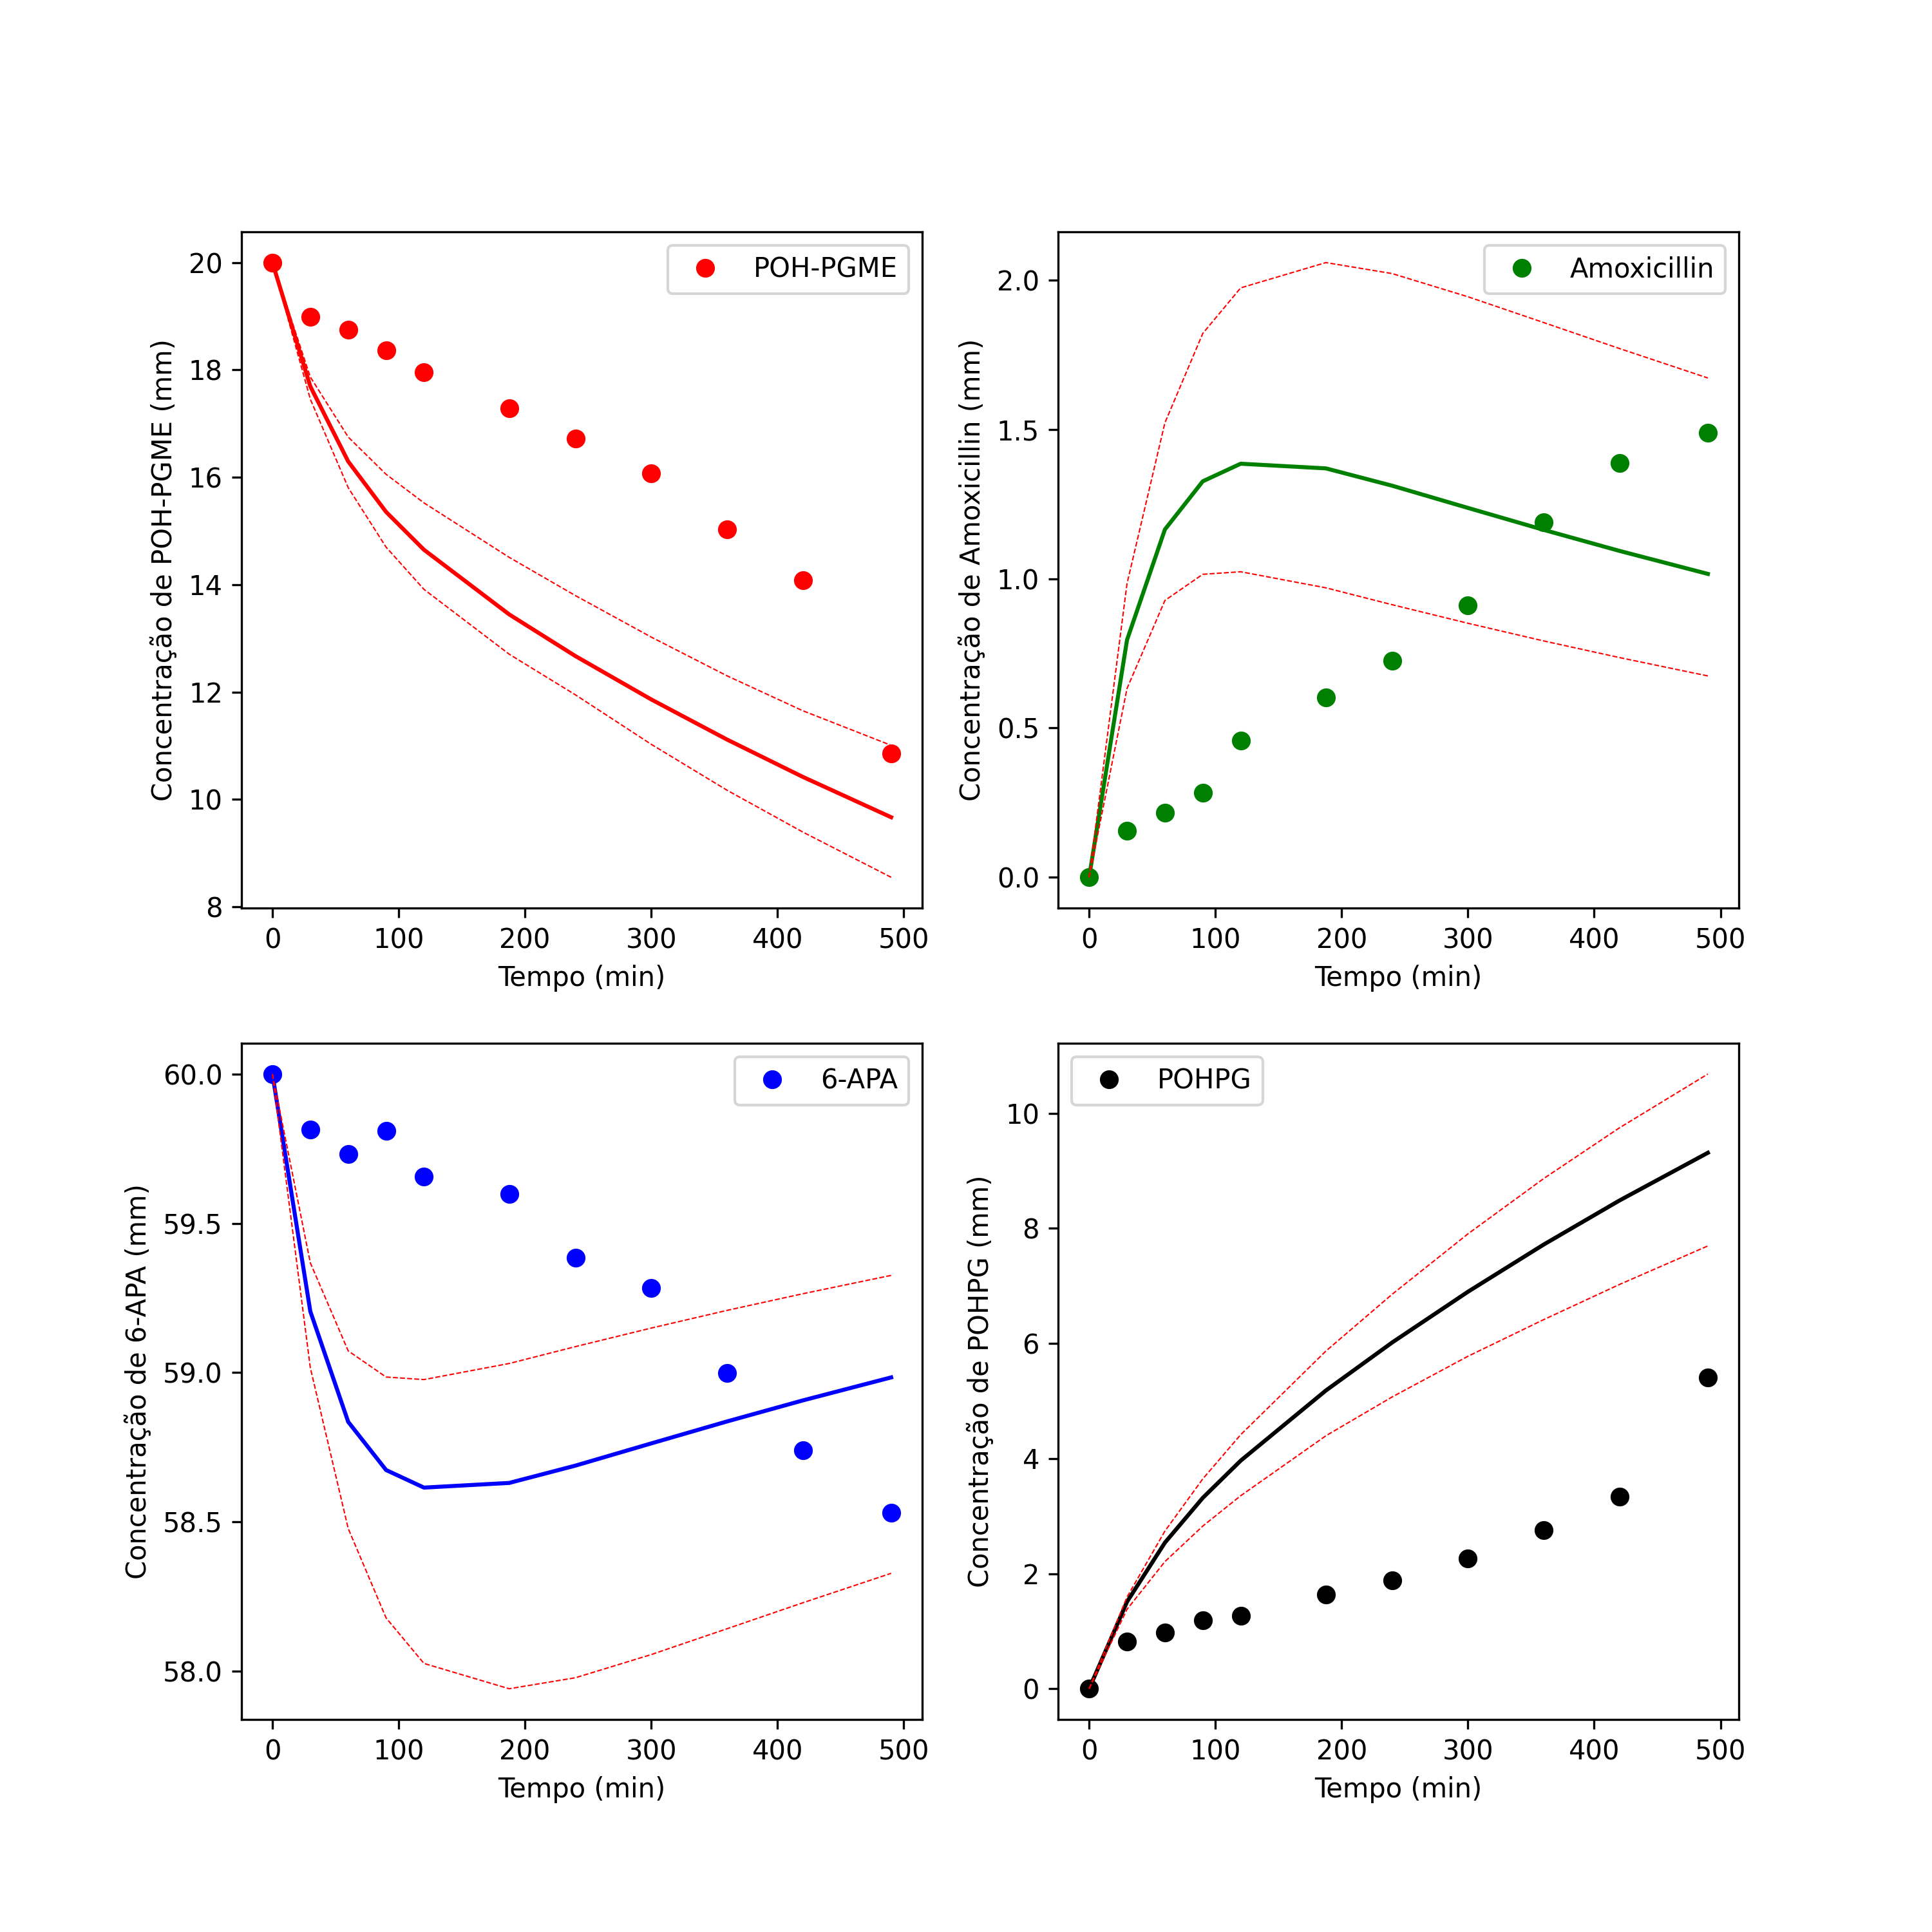 POH-PGME
20
18
16
14
12
10
8
Concentração de POH-PGME (mm)
0 100 200 300 400 500
Tempo (min)
Amoxicillin
2.0
1.5
1.0
0.5
0.0
Concentração de Amoxicillin (mm)
0 100 200 300 400 500
Tempo (min)
6-APA
60.0
59.5
59.0
58.5
58.0
Concentração de 6-APA (mm)
0 100 200 300 400 500
Tempo (min)
POHPG
10
8
6
4
2
0
Concentração de POHPG (mm)
0 100 200 300 400 500
Tempo (min)